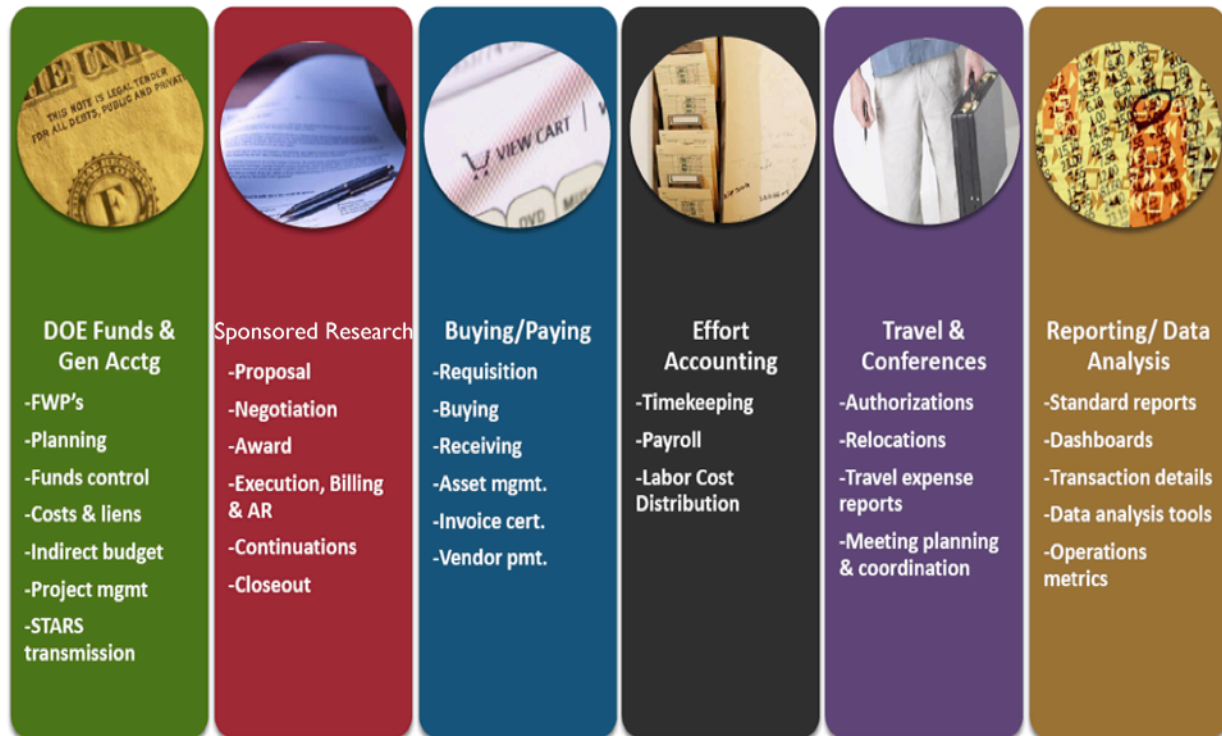 THE UNI
THIS NOTE IS LEGAL TENDER
FOR ALL DEBTS, PUBLIC AND PRIVATE
E
DOE Funds &
Gen Acctg
-FWP's
-Planning
-Funds control
-Costs & liens
-Indirect budget
-Project mgmt
-STARS
transmission
Sponsored Research
-Proposal
-Negotiation
-Award
-Execution, Billing
& AR
-Continuations
-Closeout
VIEW CART
DVD
Buying/Paying
-Requisition
-Buying
-Receiving
-Asset mgmt.
-Invoice cert.
-Vendor pmt.
Effort
Accounting
-Timekeeping
-Payroll
-Labor Cost
Distribution
Travel &
Conferences
-Authorizations
-Relocations
-Travel expense
reports
-Meeting planning
& coordination
Reporting/ Data
Analysis
-Standard reports
-Dashboards
-Transaction details
-Data analysis tools
-Operations
metrics